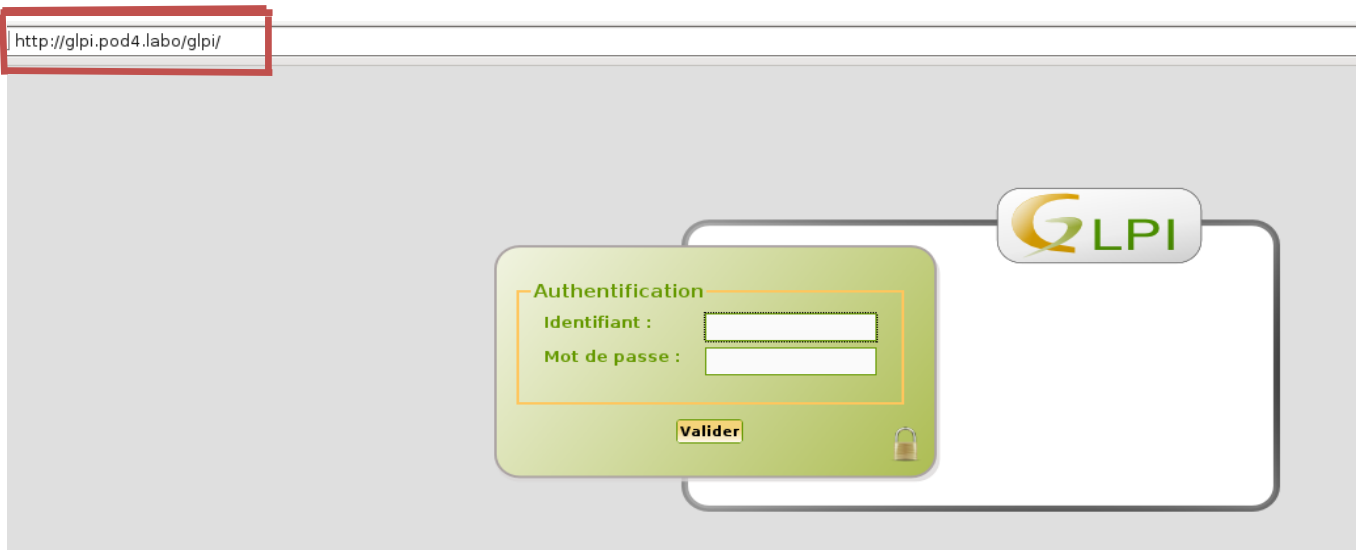 http://glpi.pod4.labo/glpi/
GLPI
Authentification
Identifiant :
Mot de passe :
Valider